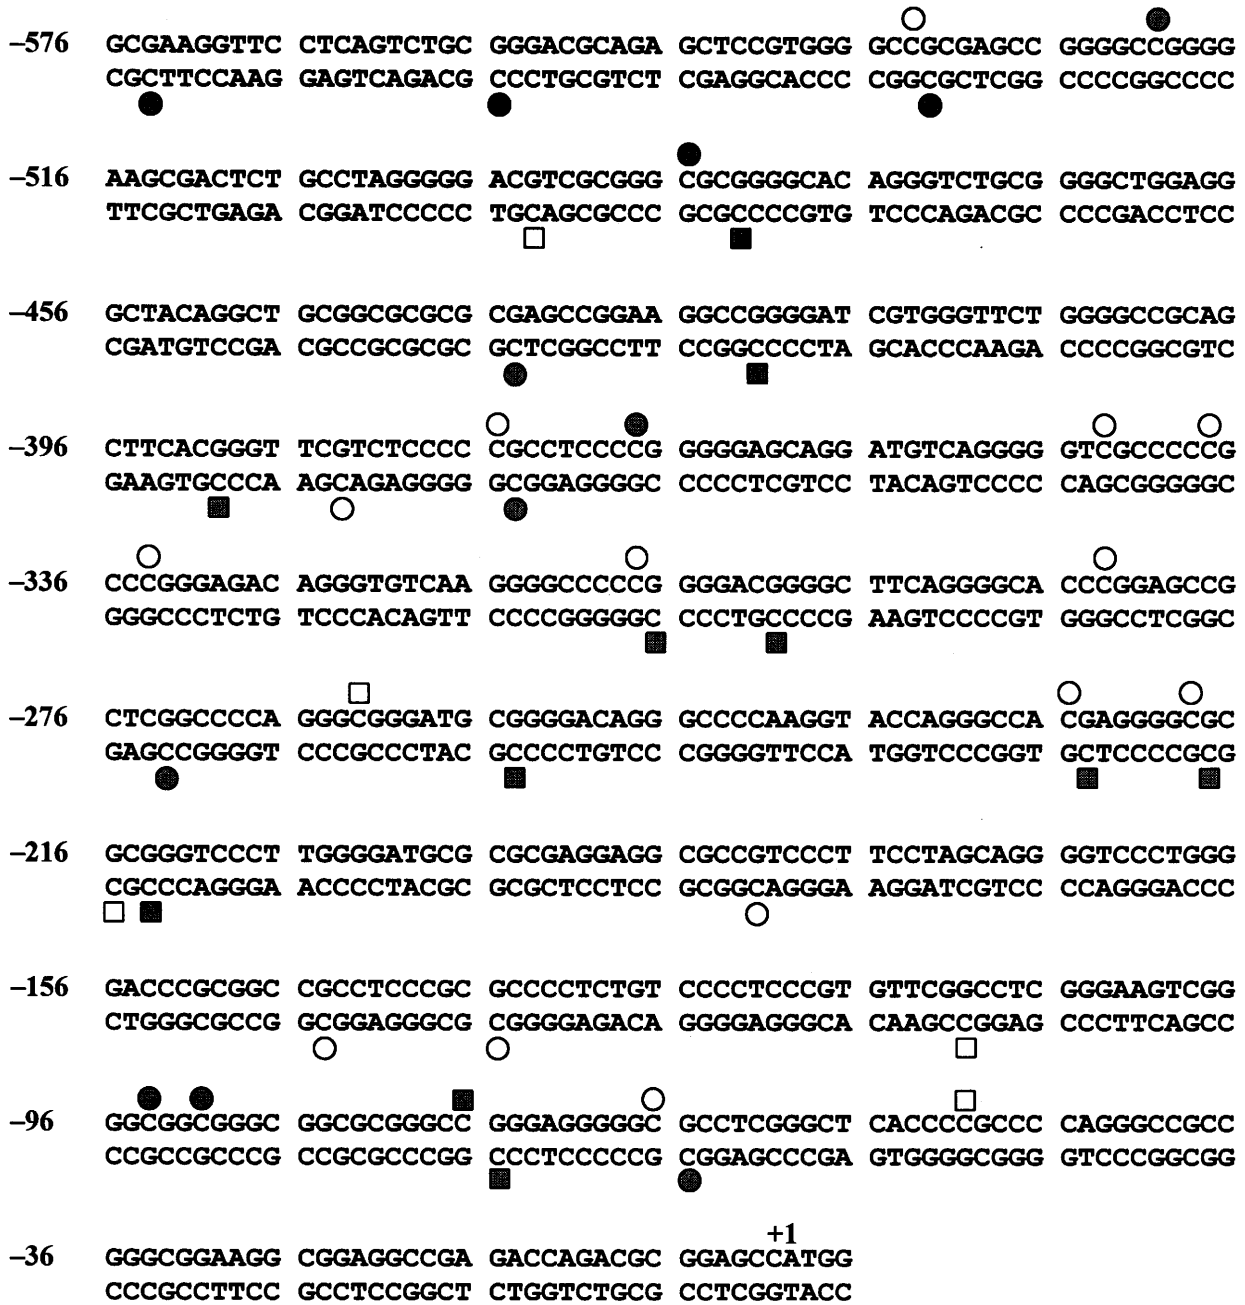 −576 GCGAAGGTTC CTCAGTCTGC GGGACGCAGA GCTCCGTGGG GCCGCGAGCC GGGGCCGGGG
CGCTTCCAAG GAGTCAGACG CCCTGCGTCT CGAGGCACCC CGGCGCTCGG CCCCGGCCCC
−516 AAGCGACTCT GCCTAGGGGG ACGTCGCGGG CGCGGGGCAC AGGGTCTGCG GGGCTGGAGG
TTCGCTGAGA CGGATCCCCC TGCAGCGCCC GCGCCCCGTG TCCCAGACGC CCCGACCTCC
−456 GCTACAGGCT GCGGCGCGCG CGAGCCGGAA GGCCGGGGAT CGTGGGTTCT GGGGCCGCAG
CGATGTCCGA CGCCGCGCGC GCTCGGCCTT CCGGCCCCTA GCACCCAAGA CCCCGGCGTC
−396 CTTCACGGGT TCGTCTCCCC CGCCTCCCCG GGGGAGCAGG ATGTCAGGGG GTCGCCCCCG
GAAGTGCCCA AGCAGAGGGG GCGGAGGGGC CCCCTCGTCC TACAGTCCCC CAGCGGGGGC
−336 CCCGGGAGAC AGGGTGTCAA GGGGCCCCCG GGGACGGGGC TTCAGGGGCA CCCGGAGCCG
GGGCCCTCTG TCCCACAGTT CCCCGGGGGC CCCTGCCCCG AAGTCCCCGT GGGCCTCGGC
−276 CTCGGCCCCA GGGCGGGATG CGGGGACAGG GCCCCAAGGT ACCAGGGCCA CGAGGGGCGC
GAGCCGGGGT CCCGCCCTAC GCCCCTGTCC CGGGGTTCCA TGGTCCCGGT GCTCCCCGCG
−216 GCGGGTCCCT TGGGGATGCG CGCGAGGAGG CGCCGTCCCT TCCTAGCAGG GGTCCCTGGG
CGCCCAGGGA ACCCCTACGC GCGCTCCTCC GCGGCAGGGA AGGATCGTCC CCAGGGACCC
−156 GACCCGCGGC CGCCTCCCGC GCCCCTCTGT CCCCTCCCGT GTTCGGCCTC GGGAAGTCGG
CTGGGCGCCG GCGGAGGGCG CGGGGAGACA GGGGAGGGCA CAAGCCGGAG CCCTTCAGCC
−96 GGCGGCGGGC GGCGCGGGCC GGGAGGGGGC GCCTCGGGCT CACCCCGCCC CAGGGCCGCC
CCGCCGCCCG CCGCGCCCGG CCCTCCCCCG CGGAGCCCGA GTGGGGCGGG GTCCCGGCGG
+1
−36 GGGCGGAAGG CGGAGGCCGA GACCAGACGC GGAGCCATGG
CCCGCCTTCC GCCTCCGGCT CTGGTCTGCG CCTCGGTACC